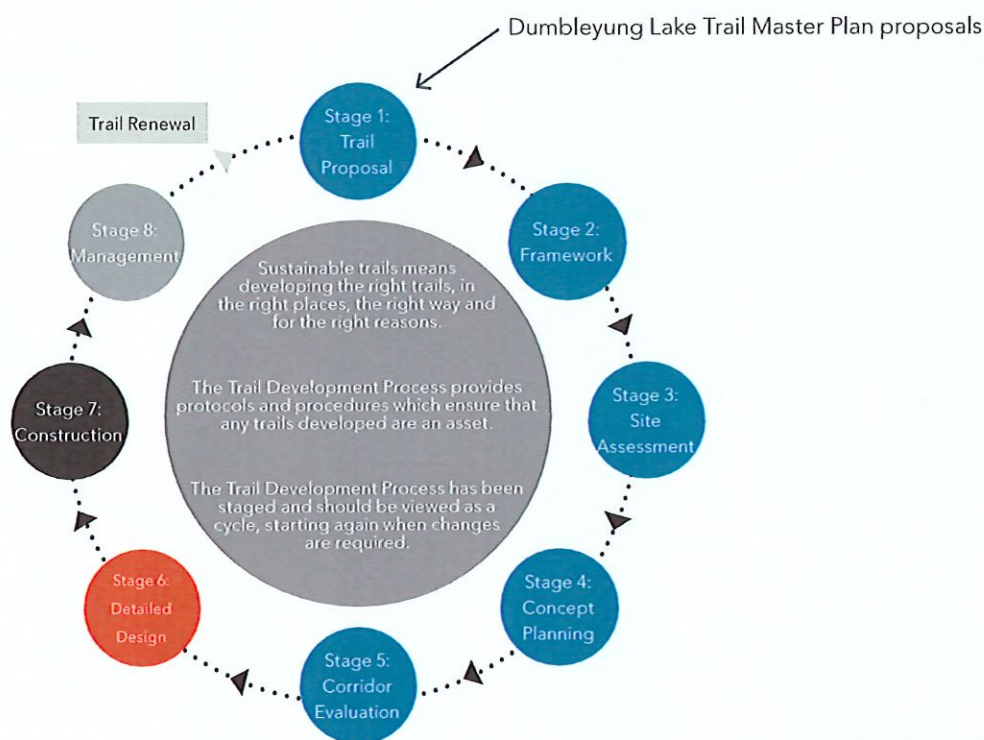 Dumbleyung Lake Trail Master Plan proposals
Trail Renewal
Stage 1:
Trail
Proposal
Stage 2:
Framework
Stage 3:
Site
Assessment
Stage 4:
Concept
Planning
Stage 5:
Corridor
Evaluation
Stage 6:
Detailed
Design
Stage 7:
Construction
Stage 8:
Management
Sustainable trails means
developing the right trails, in
the right places, the right way and
for the right reasons.
The Trail Development Process provides
protocols and procedures which ensure that
any trails developed are an asset.
The Trail Development Process has been
staged and should be viewed as a
cycle, starting again when changes
are required.